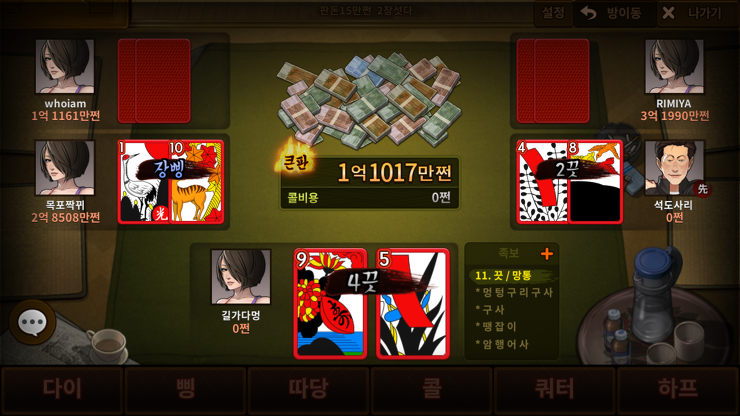 판돈15만쩐 2장섯다
설정 방이동 나가기
whoiam
1억 1161만쩐
RIMIYA
3억 1990만쩐
1 10
장삥
光
목포짝뀌
2억 8508만쩐
큰판
1억1017만쩐
콜비용 0쩐
4 8
2끗
先
석도사리
0쩐
길가다멍
0쩐
9 5
4끗
족보
11. 끗 / 망통
*멍텅구리구사
*구사
*땡잡이
*암행어사
다이 삥 따당 콜 쿼터 하프